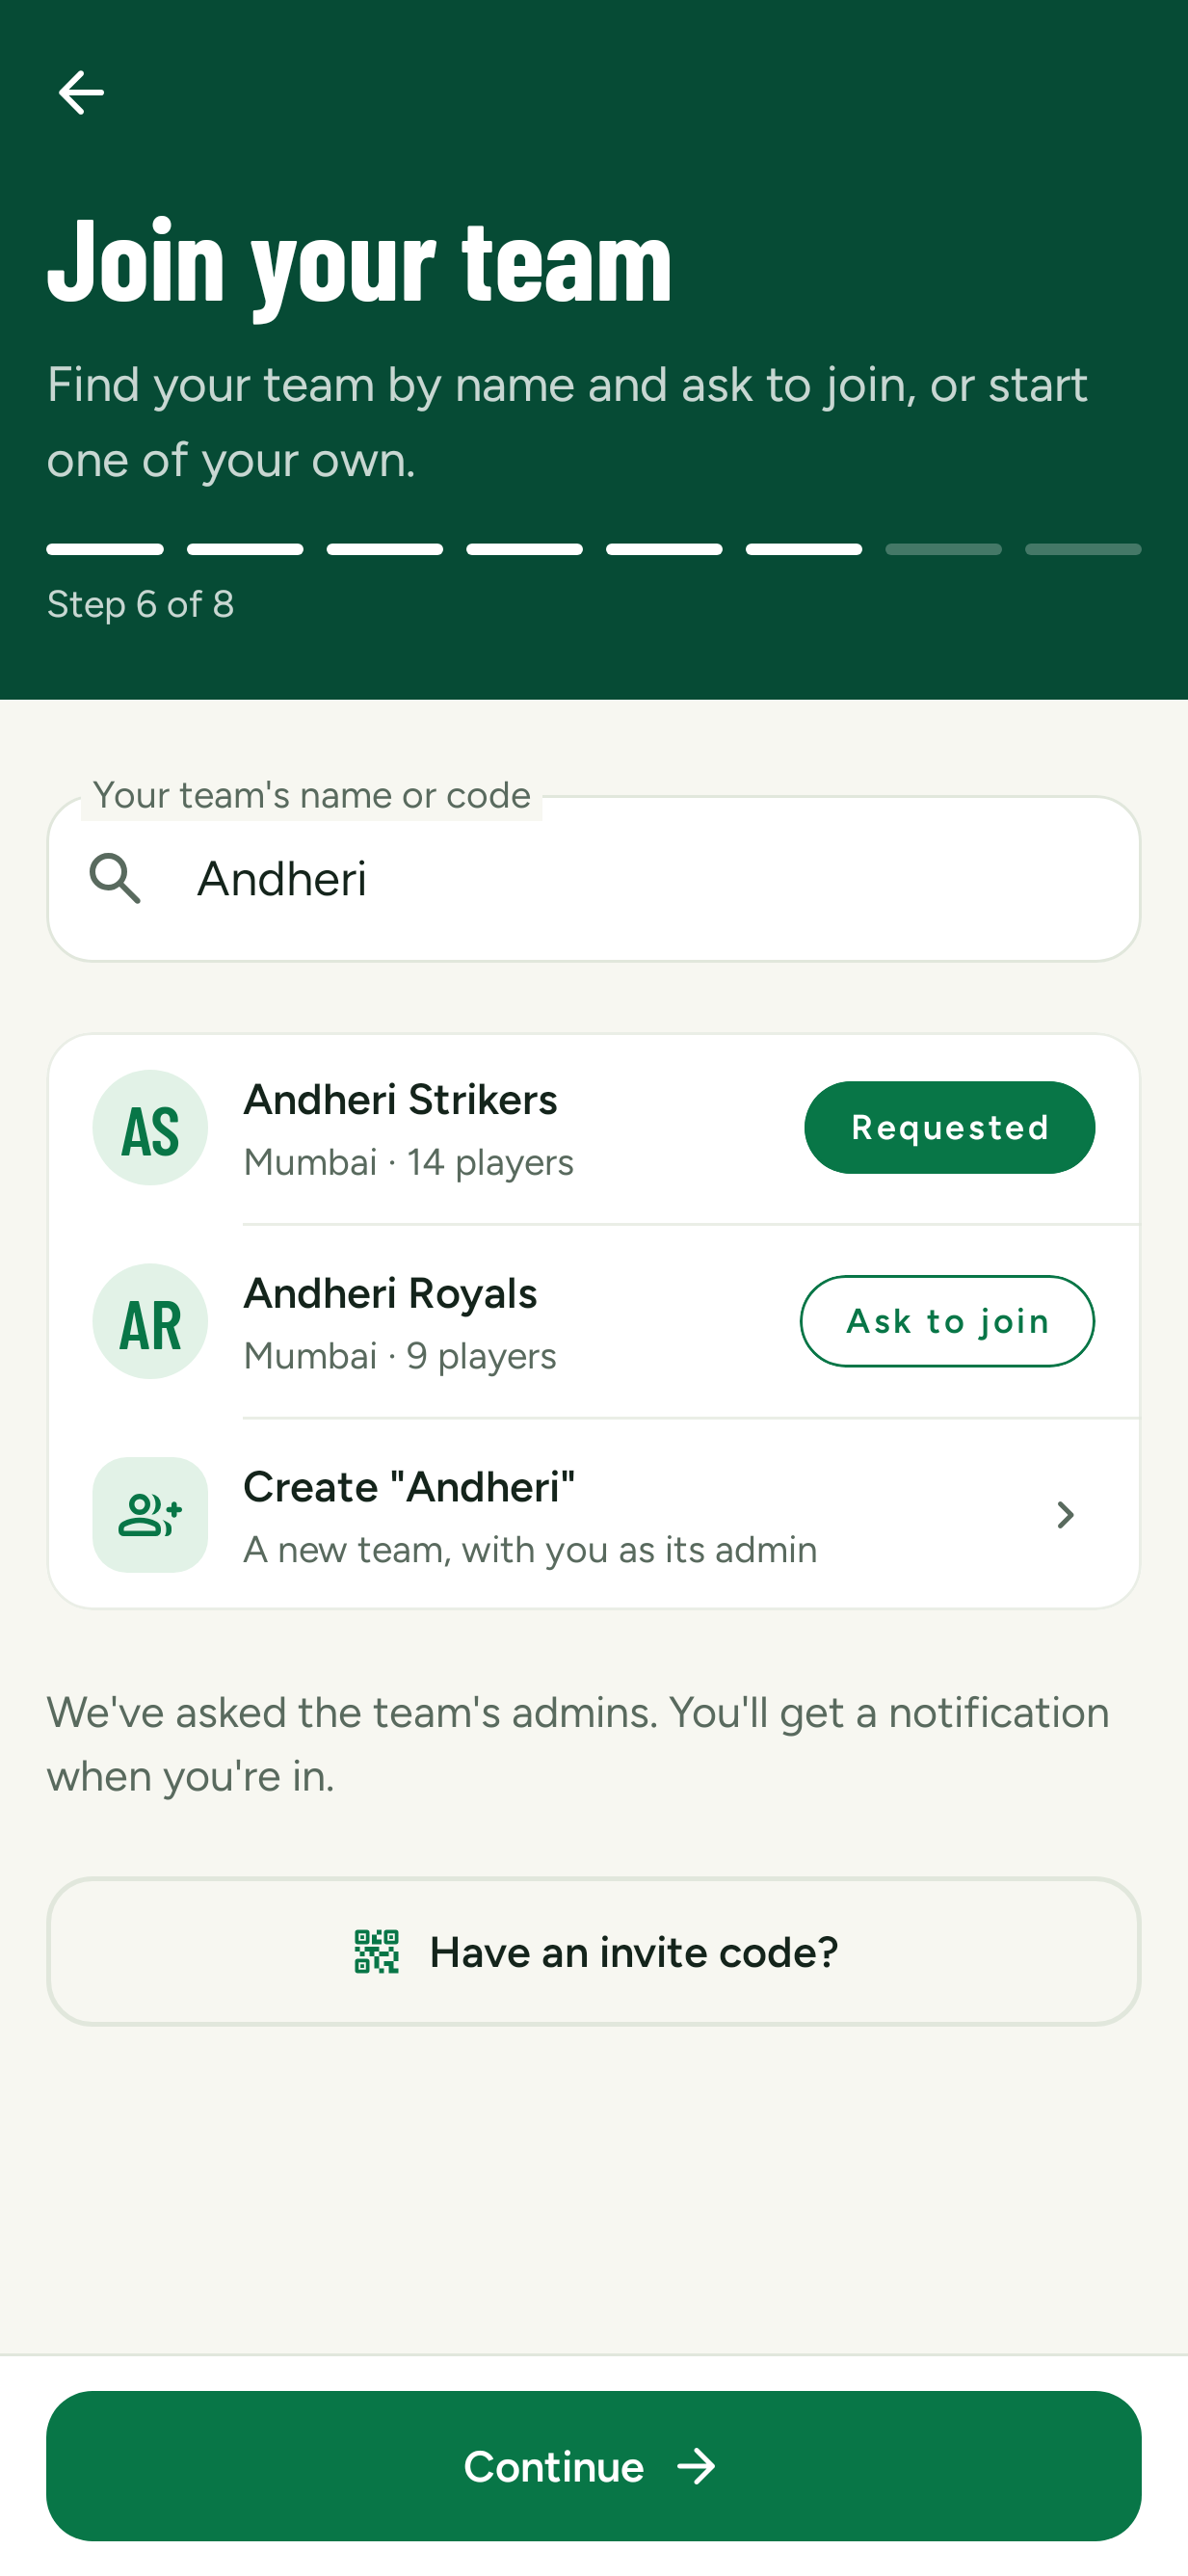 Join your team
Find your team by name and ask to join, or start
one of your own.
Step 6 of 8
Your team's name or code
Andheri
AS
Andheri Strikers
Mumbai · 14 players
Requested
AR
Andheri Royals
Mumbai · 9 players
Ask to join
Create "Andheri"
A new team, with you as its admin
We've asked the team's admins. You'll get a notification
when you're in.
Have an invite code?
Continue